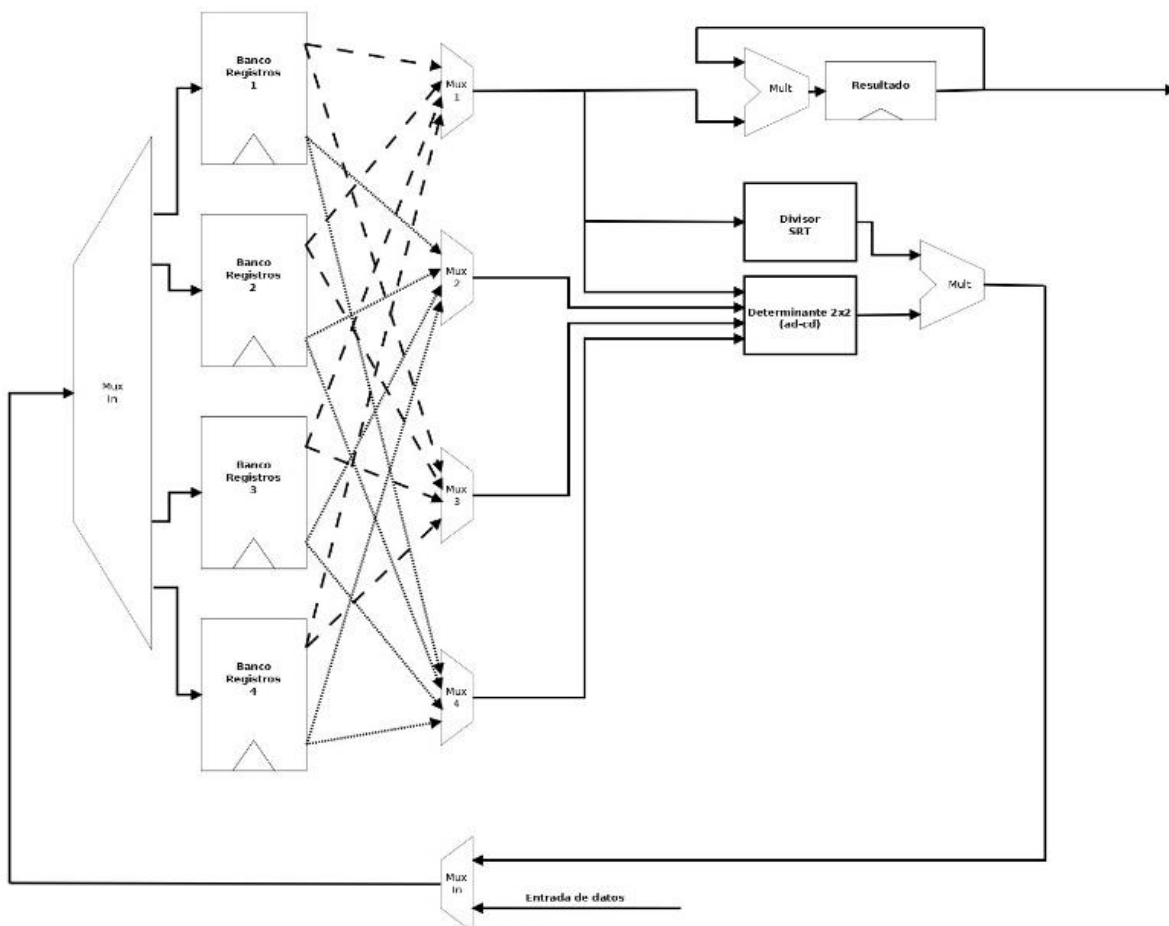 Banco
Registros
1
Mux
1
Mult
Resultado
Banco
Registros
2
Mux
2
Divisor
SRT
Mult
Determinante 2x2
(ad-cd)
Mux
In
Banco
Registros
3
Mux
3
Banco
Registros
4
Mux
4
Mux
In
Entrada de datos